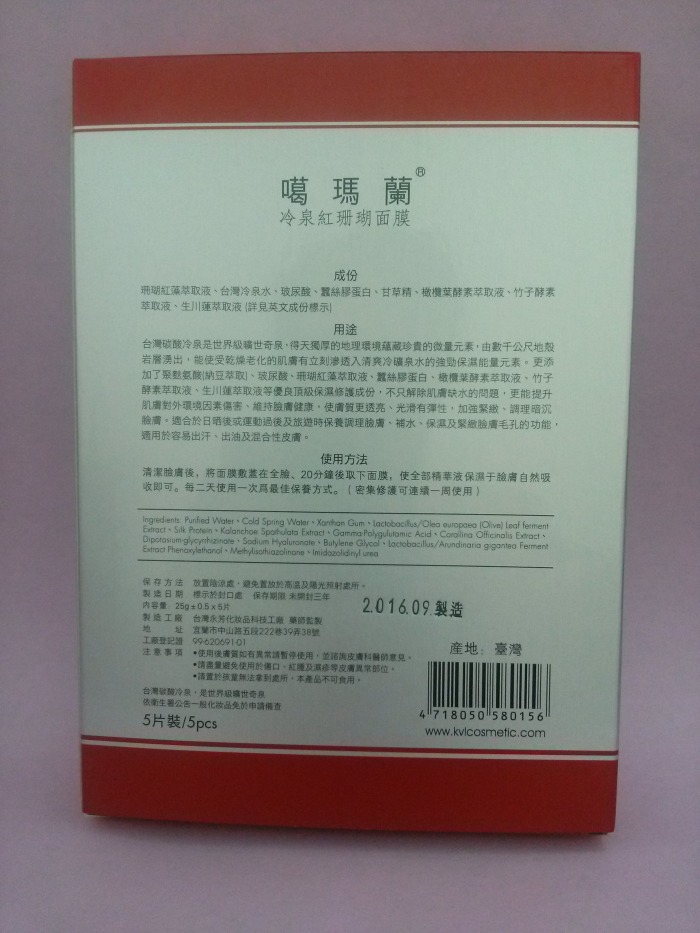 噶瑪蘭®
冷泉紅珊瑚面膜
成份
珊瑚紅藻萃取液、台灣冷泉水、玻尿酸、蠶絲膠蛋白、甘草精、橄欖葉酵素萃取液、竹子酵素
萃取液、生川蓮萃取液 (詳見英文成份標示)
用途
台灣碳酸冷泉是世界級曠世奇泉，得天獨厚的地理環境蘊藏珍貴的微量元素，由數千公尺地殼
岩層湧出，能使受乾燥老化的肌膚有立刻滲透入清爽冷礦泉水的強勁保濕能量元素。更添
加了聚麩氨酸(納豆萃取)、玻尿酸、珊瑚紅藻萃取液、蠶絲膠蛋白、橄欖葉酵素萃取液、竹子
酵素萃取液、生川蓮萃取液等優良頂級保濕修護成份，不只解除肌膚缺水的問題，更能提升
肌膚對外環境因素傷害、維持臉膚健康，使膚質更透亮、光滑有彈性，加強緊緻、調理暗沉
臉膚。適合於日晒後或運動過後及旅遊時保養調理臉膚、補水、保濕及緊緻臉膚毛孔的功能，
適用於容易出汗、出油及混合性皮膚。
使用方法
清潔臉膚後，將面膜敷蓋在全臉、20分鐘後取下面膜，使全部精華液保濕于臉膚自然吸
收即可。每二天使用一次爲最佳保養方式。（密集修護可連續一周使用）
Ingredients: Purified Water、Cold Spring Water、Xanthan Gum、Lactobacillus/Olea europaea (Olive) Leaf ferment
Extract、Silk Protein、Kalanchoe Spathulata Extract、Gamma-Polyglutamic Acid、Corallina Officinalis Extract、
Dipotasium-glycyrrhizinate、Sodium Hyaluronate、Butylene Glycol、Lactobacillus/Arundinaria gigantea Ferment
Extract Phenoxylethanol、Methylisothiazolinone、Imidazolidinyl urea
保存方法 放置陰涼處，避免置放於高溫及陽光照射處所。
製造日期 標示於封口處 保存期限 未開封三年
內容量: 25g±0.5 x 5片
2.016.09.製造
製造工廠 台灣永芳化妝品科技工廠 藥師監製
地 址 宜蘭市中山路五段222巷39弄38號
工廠登記證 99-620691-01
注意事項 •使用後膚質如有異常請暫停使用，並諮詢皮膚科醫師意見。
•請盡量避免使用於傷口、紅腫及濕疹等皮膚異常部位。
•請置於孩童無法拿到處所，本產品不可食用。
台灣碳酸冷泉，是世界級曠世奇泉
依衛生署公告一般化妝品免於申請備查
5片裝/5pcs
産地：臺灣
4 718050 580156
www.kvlcosmetic.com